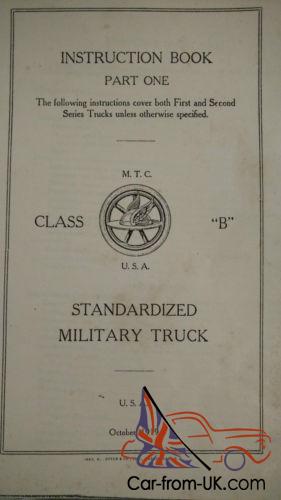 INSTRUCTION BOOK
PART ONE
The following instructions cover both First and Second
Series Trucks unless otherwise specified.
M. T. C.
CLASS "B"
U. S. A.
STANDARDIZED
MILITARY TRUCK
U. S. A.
October
Car-from-UK.com